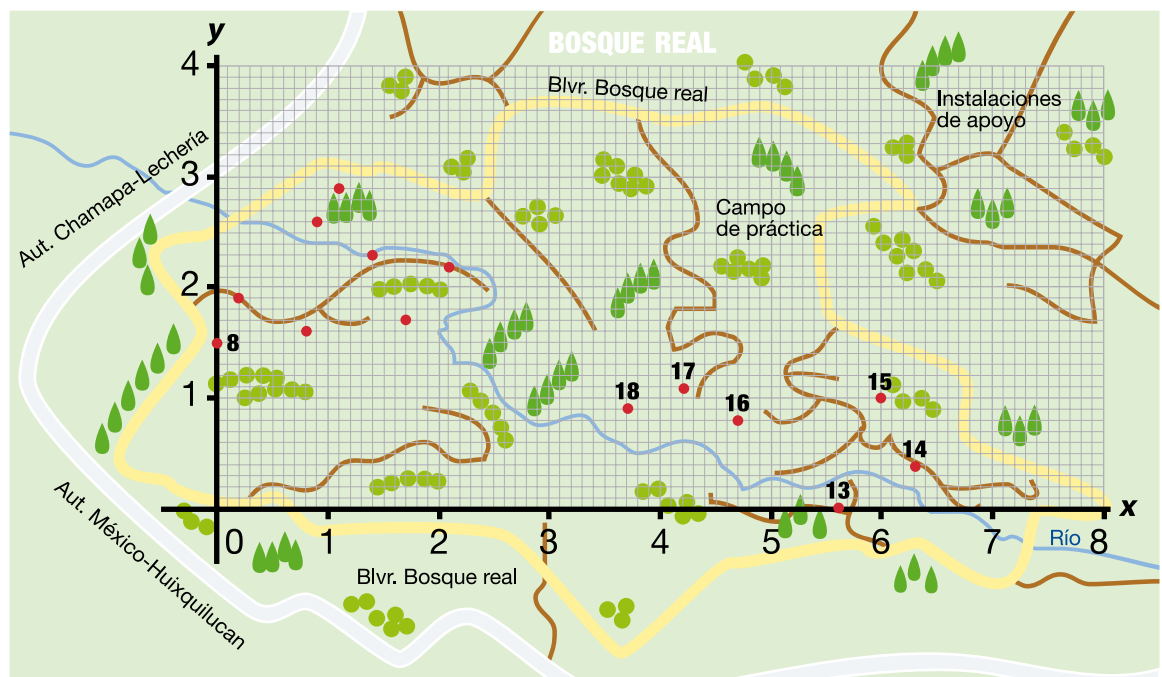 y
BOSQUE REAL
4
Blvr. Bosque real
Instalaciones
de apoyo
Aut. Chamapa-Lechería
3
Campo
de práctica
2
8
1
18
17
16
15
14
13
x
0
1
2
3
4
5
6
7
8
Río
Aut. México-Huixquilucan
Blvr. Bosque real